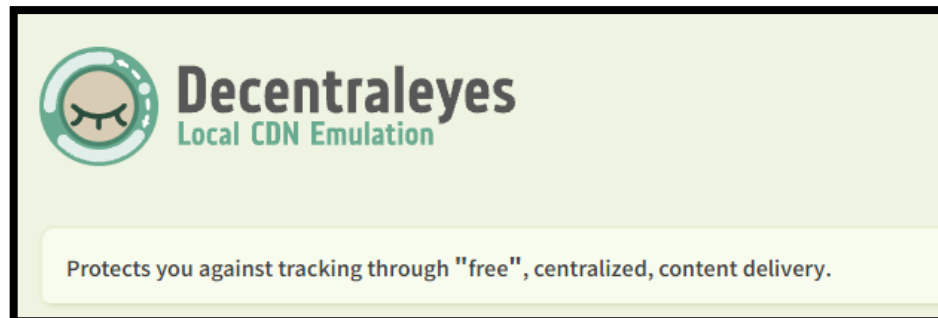 Decentraleyes
Local CDN Emulation
Protects you against tracking through "free", centralized, content delivery.